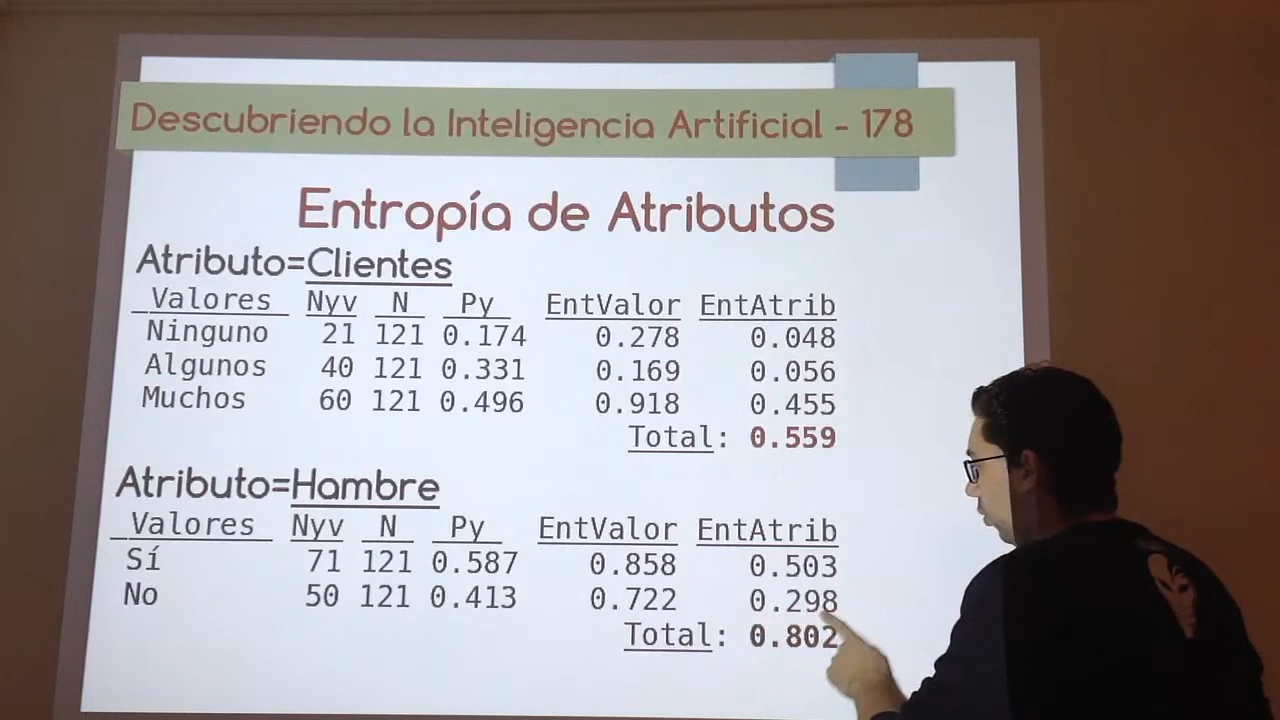 Descubriendo la Inteligencia Artificial - 178
Entropía de Atributos
Atributo=Clientes
Valores Nyv N Py EntValor EntAtrib
Ninguno 21 121 0.174 0.278 0.048
Algunos 40 121 0.331 0.169 0.056
Muchos 60 121 0.496 0.918 0.455
Total: 0.559
Atributo=Hambre
Valores Nyv N Py EntValor EntAtrib
Sí 71 121 0.587 0.858 0.503
No 50 121 0.413 0.722 0.298
Total: 0.802